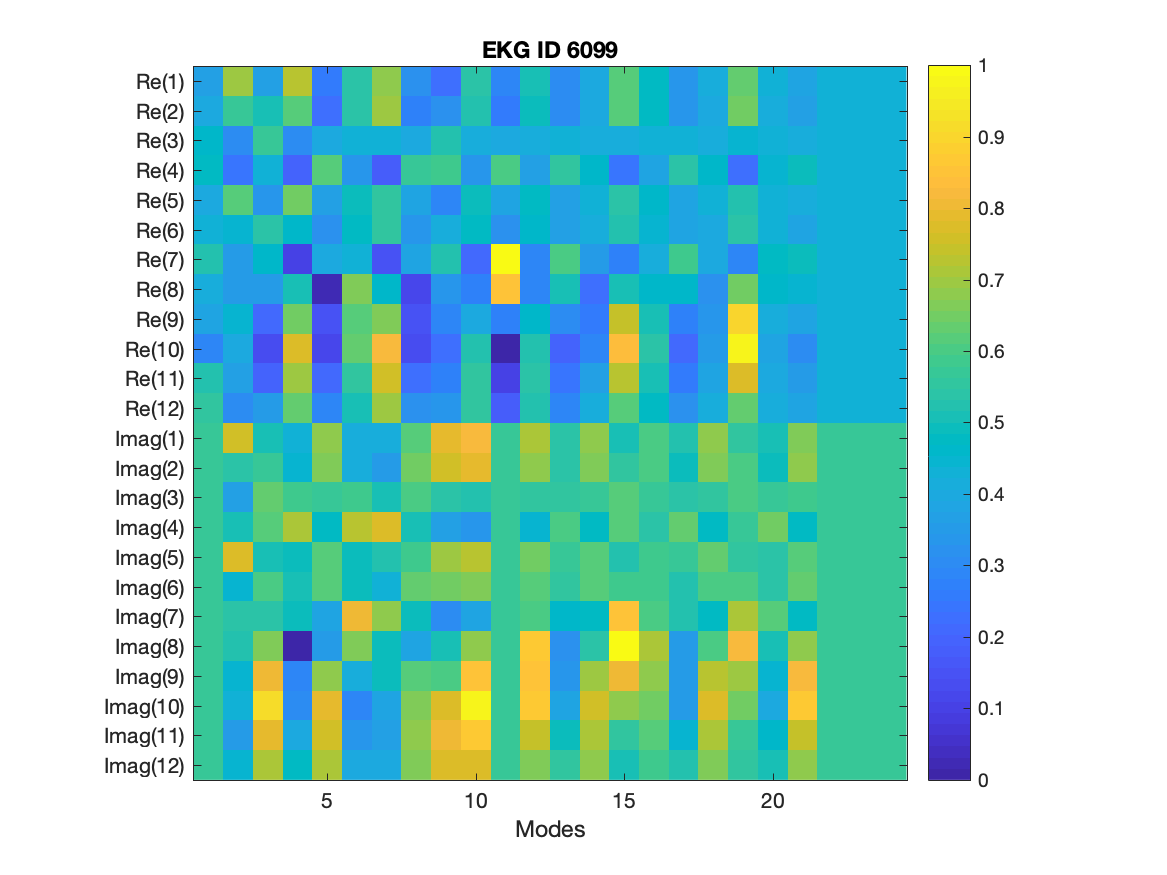 EKG ID 6099
Re(1)
Re(2)
Re(3)
Re(4)
Re(5)
Re(6)
Re(7)
Re(8)
Re(9)
Re(10)
Re(11)
Re(12)
Imag(1)
Imag(2)
Imag(3)
Imag(4)
Imag(5)
Imag(6)
Imag(7)
Imag(8)
Imag(9)
Imag(10)
Imag(11)
Imag(12)
5 10 15 20
Modes
1
0.9
0.8
0.7
0.6
0.5
0.4
0.3
0.2
0.1
0